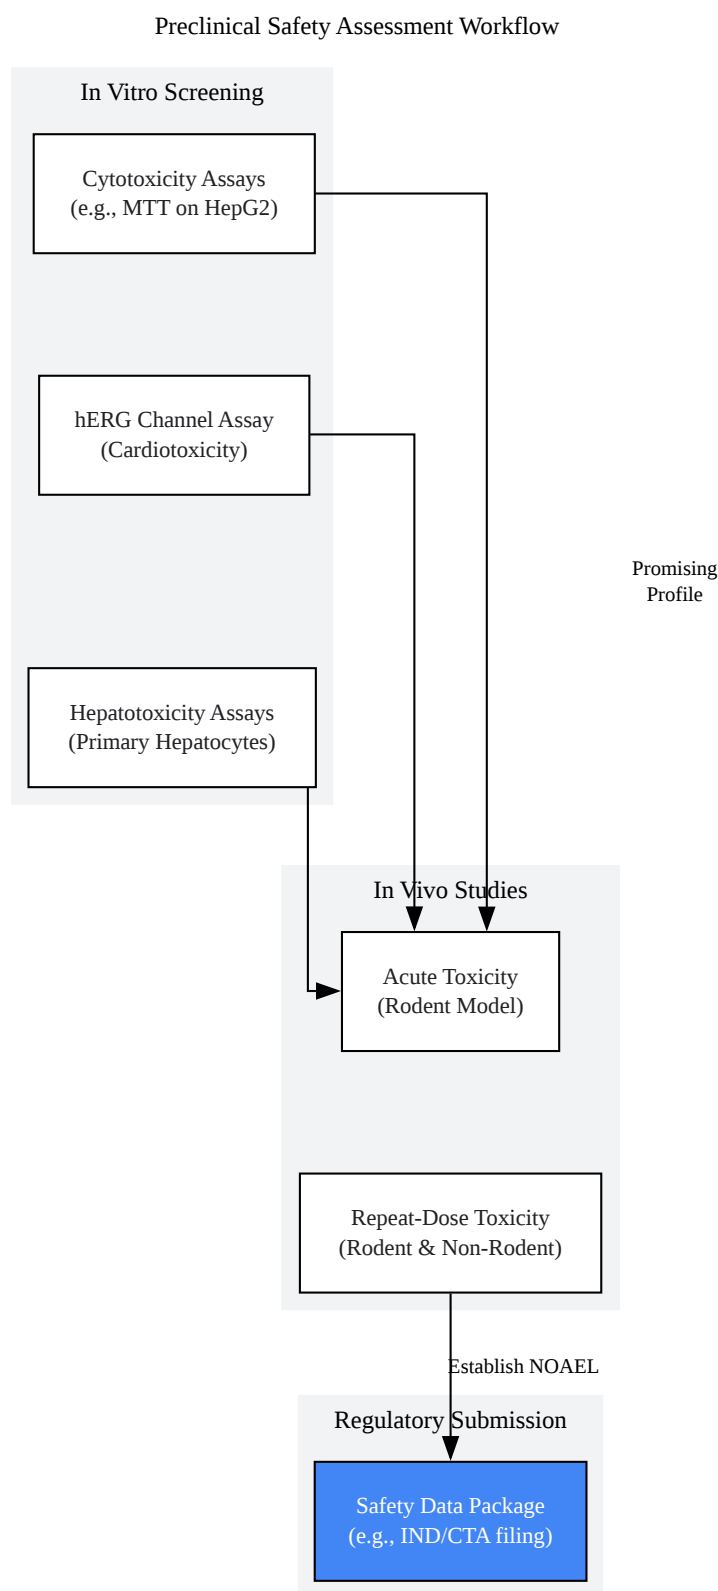 Preclinical Safety Assessment Workflow
In Vitro Screening
Cytotoxicity Assays
(e.g., MTT on HepG2)
hERG Channel Assay
(Cardiotoxicity)
Promising
Profile
Hepatotoxicity Assays
(Primary Hepatocytes)
In Vivo Studies
Acute Toxicity
(Rodent Model)
Repeat-Dose Toxicity
(Rodent & Non-Rodent)
Establish NOAEL
Regulatory Submission
Safety Data Package
(e.g., IND/CTA filing)